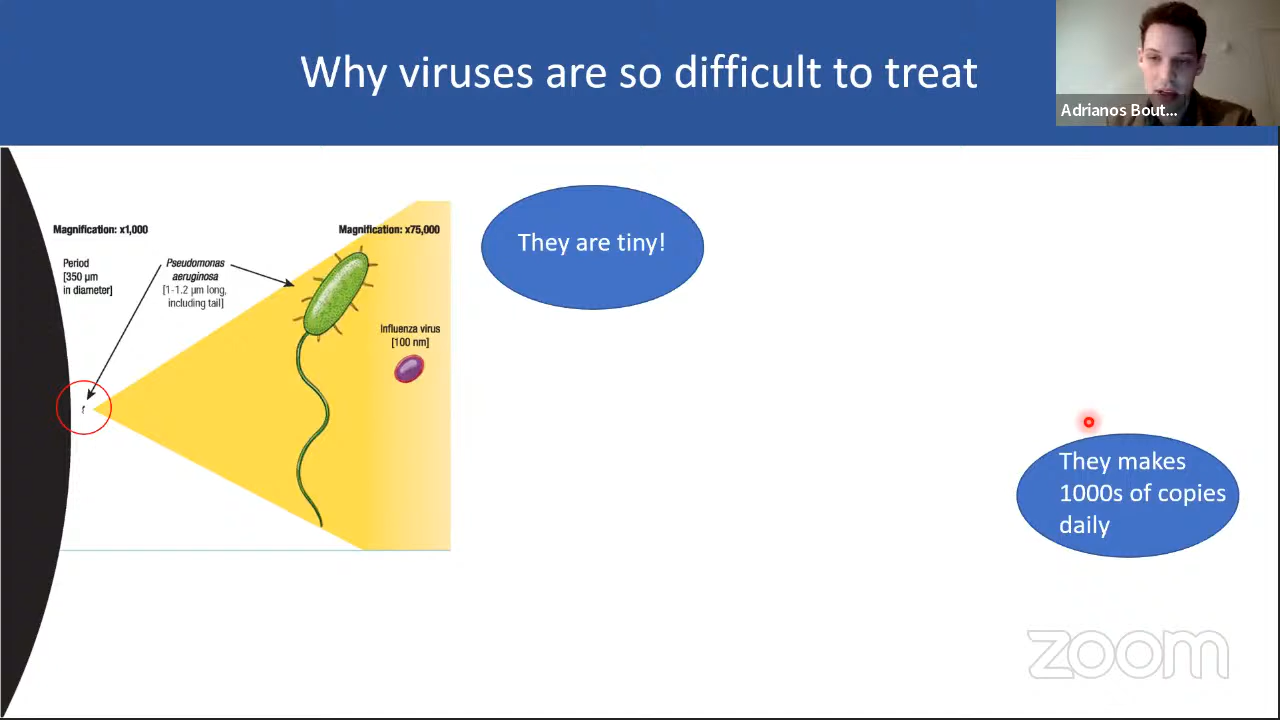 Why viruses are so difficult to treat
Adrianos Bout...
Magnification: x1,000
Magnification: x75,000
Period
[350 µm
in diameter]
Pseudomonas
aeruginosa
[1-1.2 µm long,
including tail]
Influenza virus
[100 nm]
They are tiny!
They makes
1000s of copies
daily
zoom